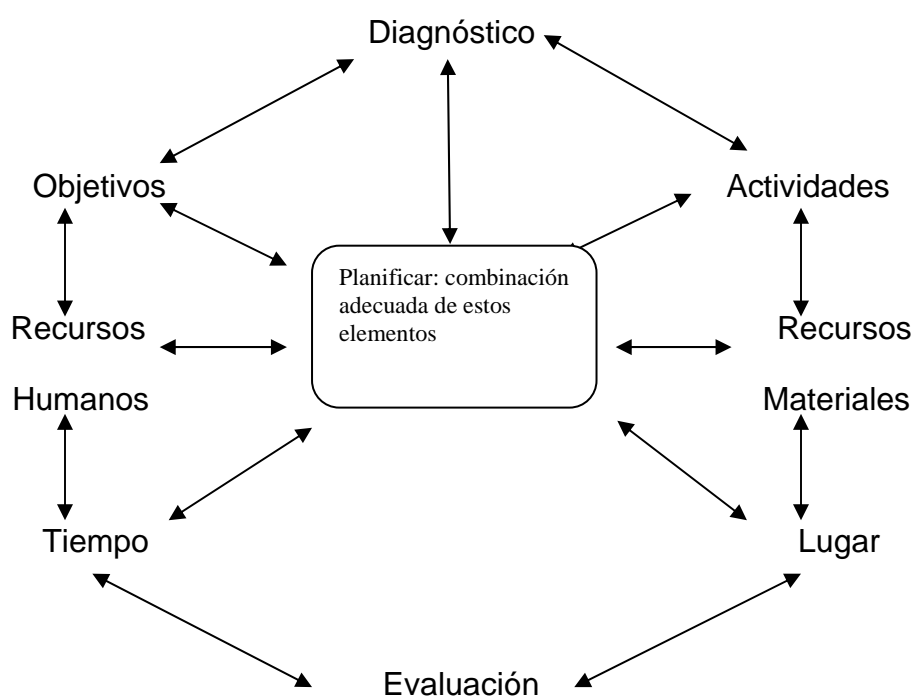 Diagnóstico
Objetivos
Actividades
Planificar: combinación
adecuada de estos
elementos
Recursos
Humanos
Recursos
Materiales
Tiempo
Lugar
Evaluación